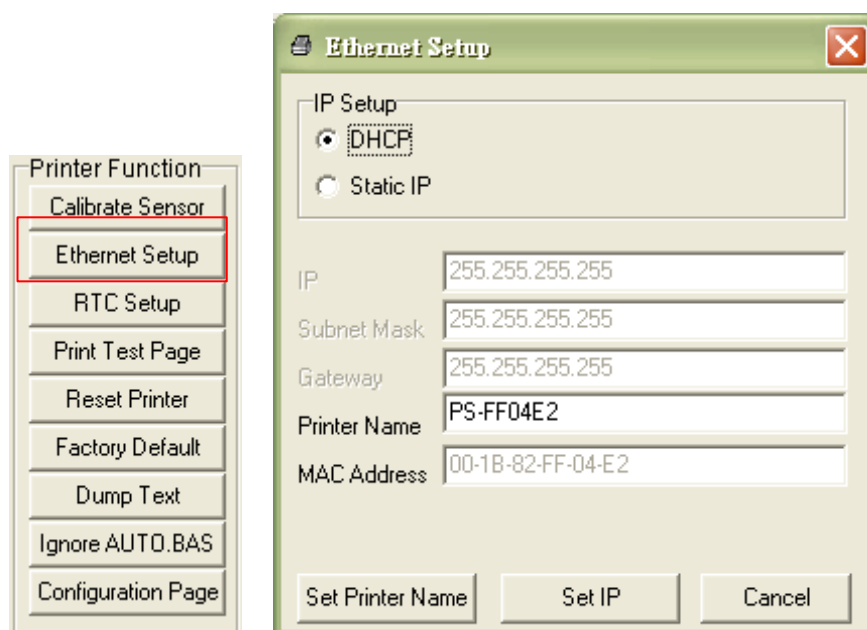 Printer Function
Calibrate Sensor
Ethernet Setup
RTC Setup
Print Test Page
Reset Printer
Factory Default
Dump Text
Ignore AUTO.BAS
Configuration Page
Ethernet Setup
IP Setup
DHCP
Static IP
IP 255.255.255.255
Subnet Mask 255.255.255.255
Gateway 255.255.255.255
Printer Name PS-FF04E2
MAC Address 00-1B-82-FF-04-E2
Set Printer Name Set IP Cancel